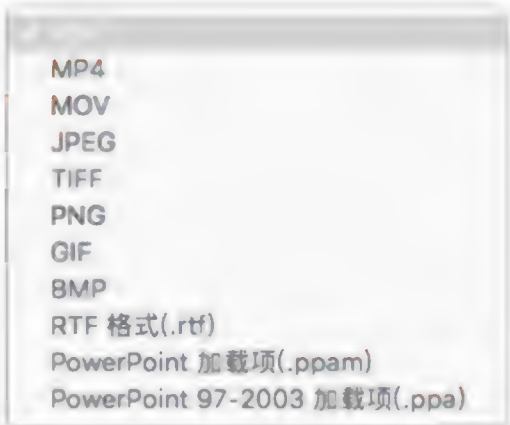 MP4
MOV
JPEG
TIFF
PNG
GIF
BMP
RTF 格式(.rtf)
PowerPoint 加载项(.ppam)
PowerPoint 97-2003 加载项(.ppa)